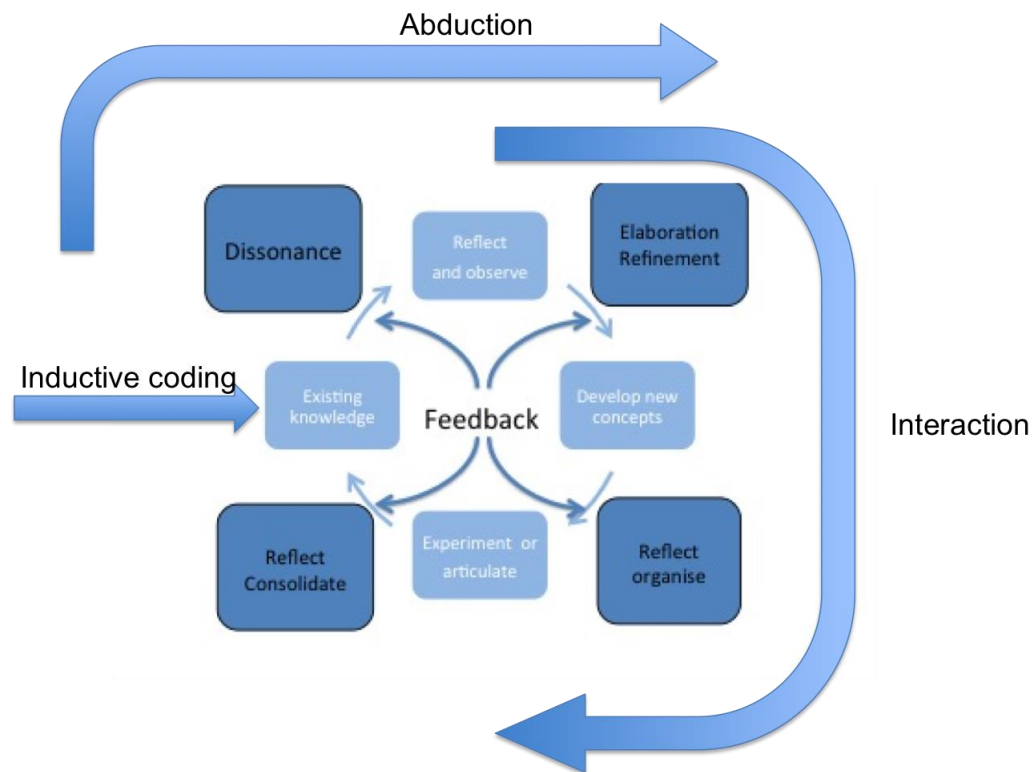 Abduction
Dissonance
Reflect
and observe
Elaboration
Refinement
Inductive coding
Existing
knowledge
Feedback
Develop new
concepts
Interaction
Reflect
Consolidate
Experiment or
articulate
Reflect
organise